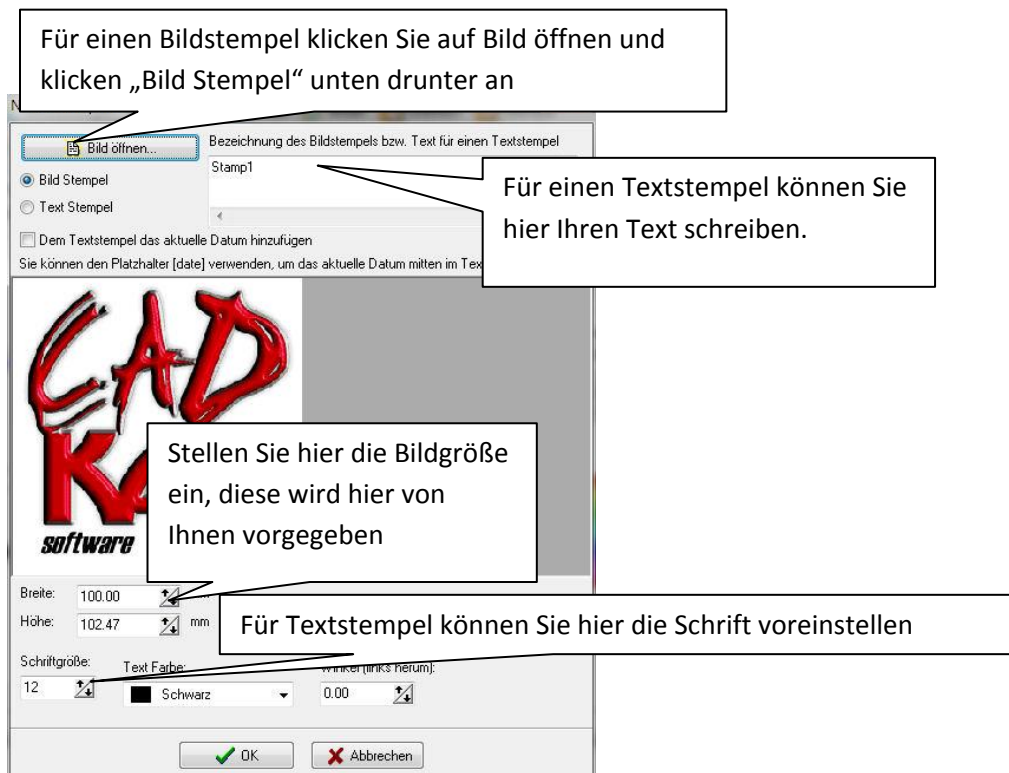 Für einen Bildstempel klicken Sie auf Bild öffnen und
klicken „Bild Stempel“ unten drunter an
Bild öffnen...
Bezeichnung des Bildstempels bzw. Text für einen Textstempel
Stamp1
Bild Stempel
Text Stempel
Für einen Textstempel können Sie
hier Ihren Text schreiben.
Dem Textstempel das aktuelle Datum hinzufügen
Sie können den Platzhalter [date] verwenden, um das aktuelle Datum mitten im
CAD
software
Stellen Sie hier die Bildgröße
ein, diese wird hier von
Ihnen vorgegeben
Breite: 100.00
Höhe: 102.47 mm
Für Textstempel können Sie hier die Schrift voreinstellen
Schriftgröße: Text Farbe: Winkel (links herum):
12 Schwarz 0.00
OK Abbrechen